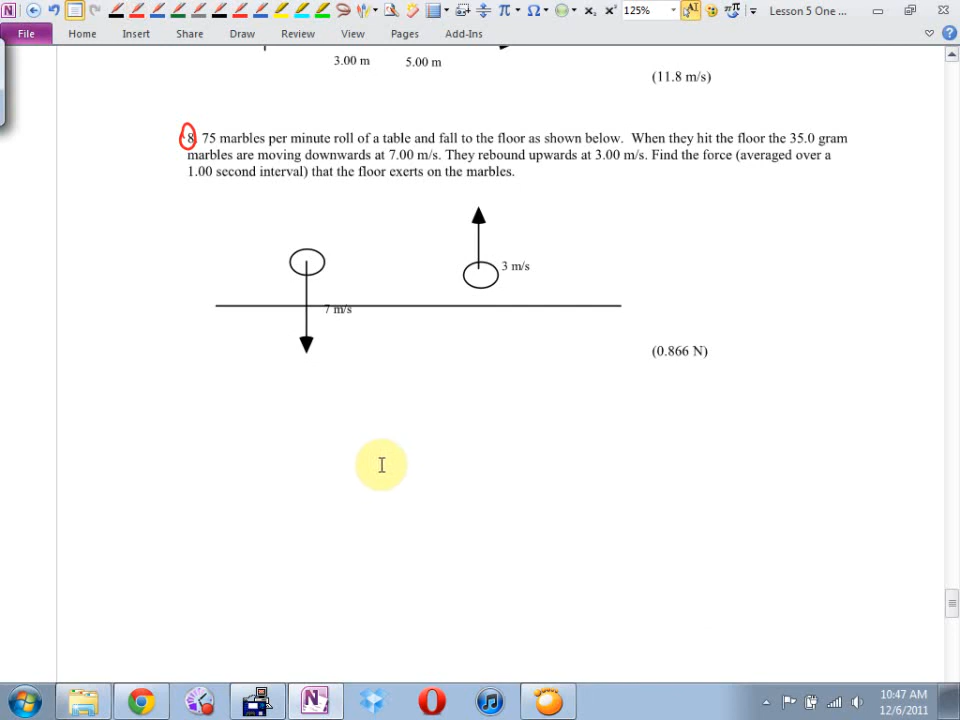 125%
Lesson 5 One ...
File Home Insert Share Draw Review View Pages Add-Ins
3.00 m 5.00 m
(11.8 m/s)
8. 75 marbles per minute roll of a table and fall to the floor as shown below. When they hit the floor the 35.0 gram
marbles are moving downwards at 7.00 m/s. They rebound upwards at 3.00 m/s. Find the force (averaged over a
1.00 second interval) that the floor exerts on the marbles.
3 m/s
7 m/s
(0.866 N)
10:47 AM
12/6/2011